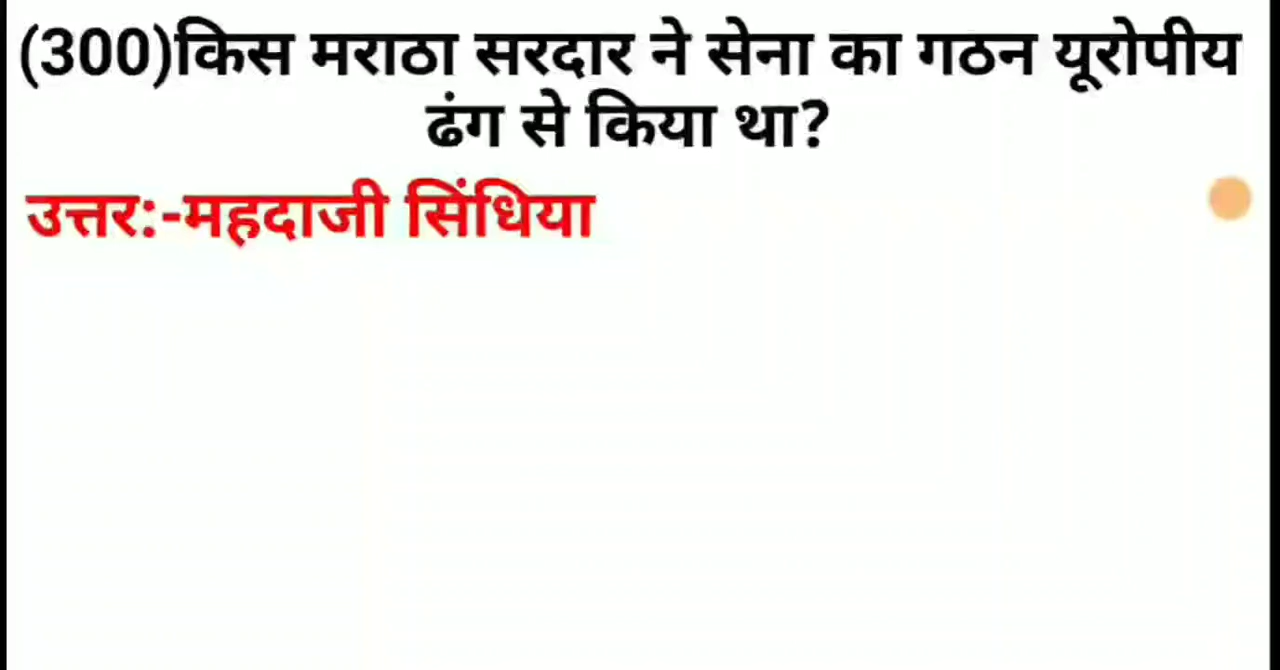 (300)किस मराठा सरदार ने सेना का गठन यूरोपीय
ढंग से किया था?
उत्तर:-महदाजी सिंधिया